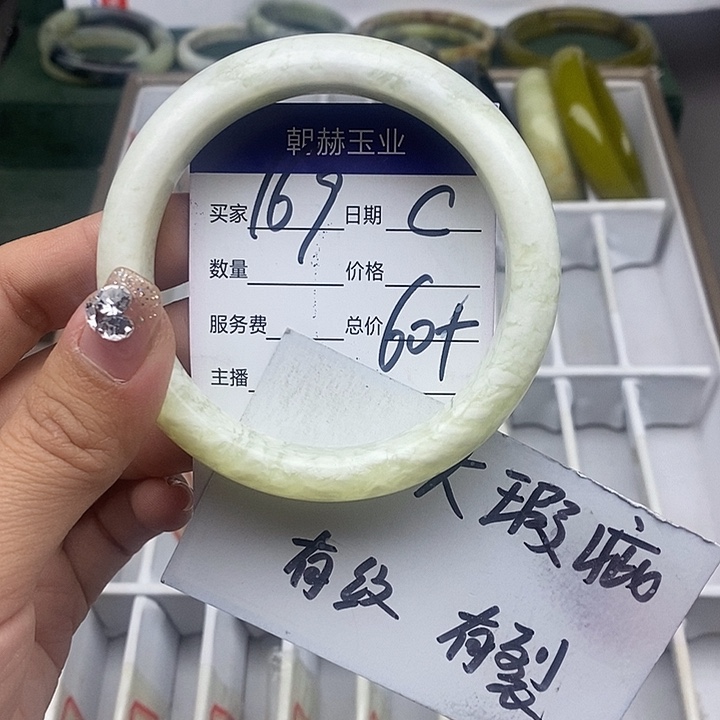 朝赫玉业
买家 169 日期 C
数量 价格
服务费 总价 60+
主播
大瑕疵
有纹 有裂